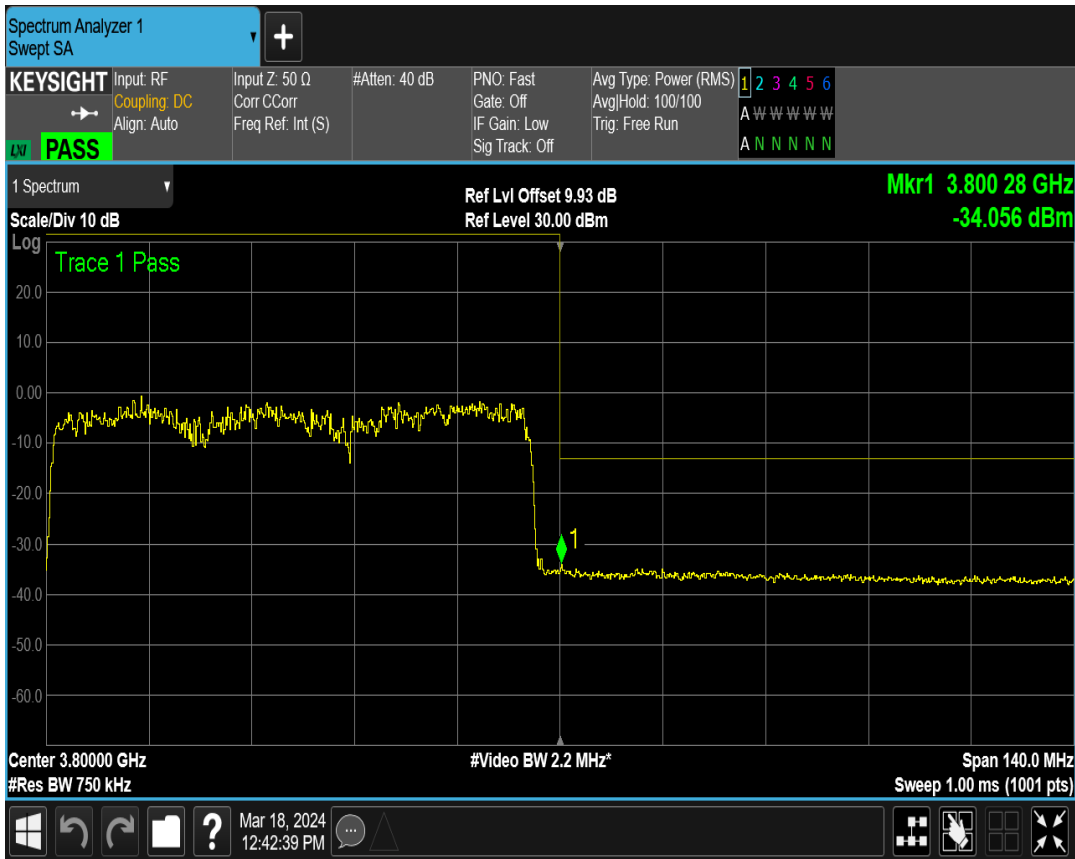 Spectrum Analyzer 1
Swept SA
+
KEYSIGHT
LXI PASS
Input: RF
Coupling: DC
Align: Auto
Input Z: 50 Ω
Corr CCorr
Freq Ref: Int (S)
#Atten: 40 dB
PNO: Fast
Gate: Off
IF Gain: Low
Sig Track: Off
Avg Type: Power (RMS)
Avg|Hold: 100/100
Trig: Free Run
1 2 3 4 5 6
A W W W W W
A N N N N N
1 Spectrum
Scale/Div 10 dB
Ref Lvl Offset 9.93 dB
Ref Level 30.00 dBm
Mkr1 3.800 28 GHz
-34.056 dBm
Log
Trace 1 Pass
20.0
10.0
0.00
-10.0
-20.0
-30.0
-40.0
-50.0
-60.0
1
Center 3.80000 GHz
#Res BW 750 kHz
#Video BW 2.2 MHz*
Span 140.0 MHz
Sweep 1.00 ms (1001 pts)
?
Mar 18, 2024
12:42:39 PM